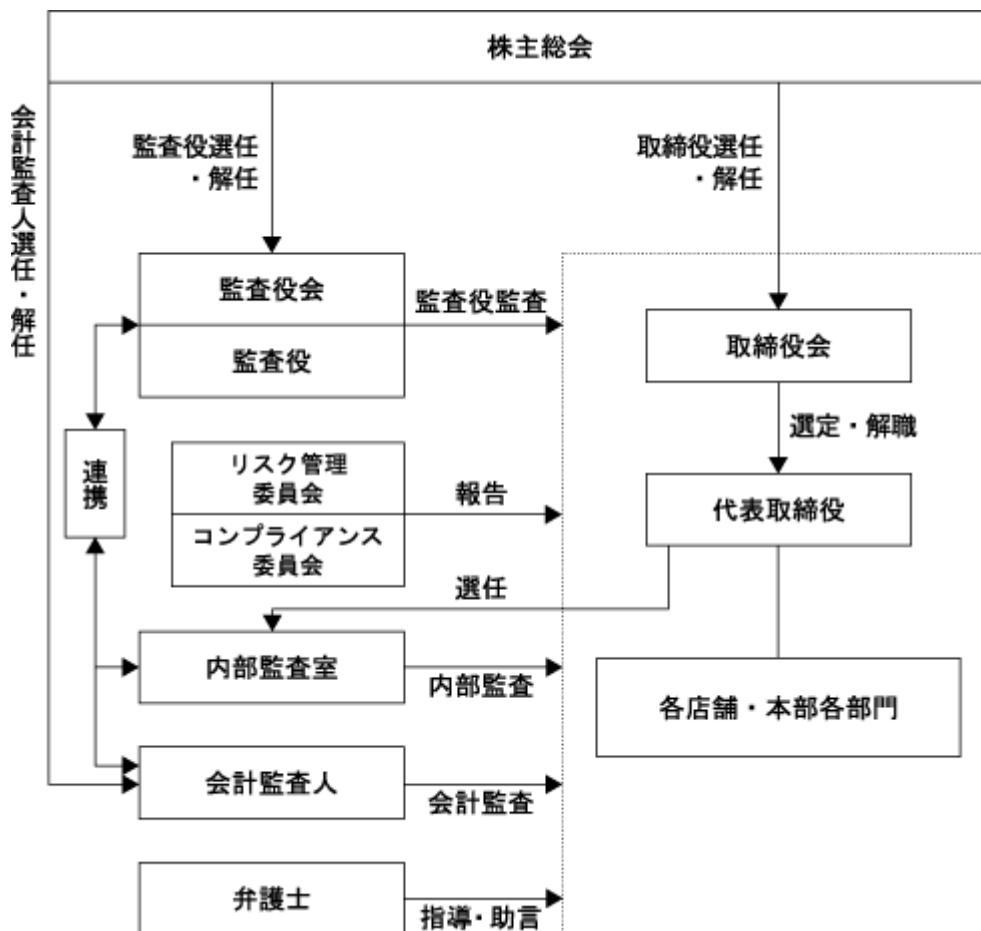 株主総会
会計監査人選任・解任
監査役選任
・解任
取締役選任
・解任
監査役会
監査役監査
監査役
取締役会
選定・解職
連携
リスク管理
委員会
報告
コンプライアンス
委員会
代表取締役
選任
内部監査室
内部監査
各店舗・本部各部門
会計監査人
会計監査
弁護士
指導・助言